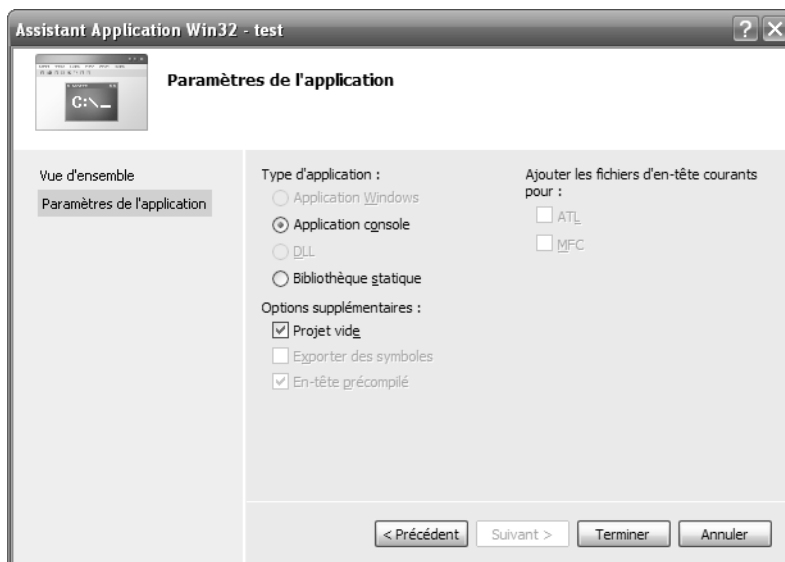 Assistant Application Win32 - test
C:\_
Paramètres de l'application
Vue d'ensemble
Paramètres de l'application
Type d'application :
Application Windows
Application console
DLL
Bibliothèque statique
Options supplémentaires :
Projet vide
Exporter des symboles
En-tête précompilé
Ajouter les fichiers d'en-tête courants
pour :
ATL
MFC
< Précédent
Suivant >
Terminer
Annuler